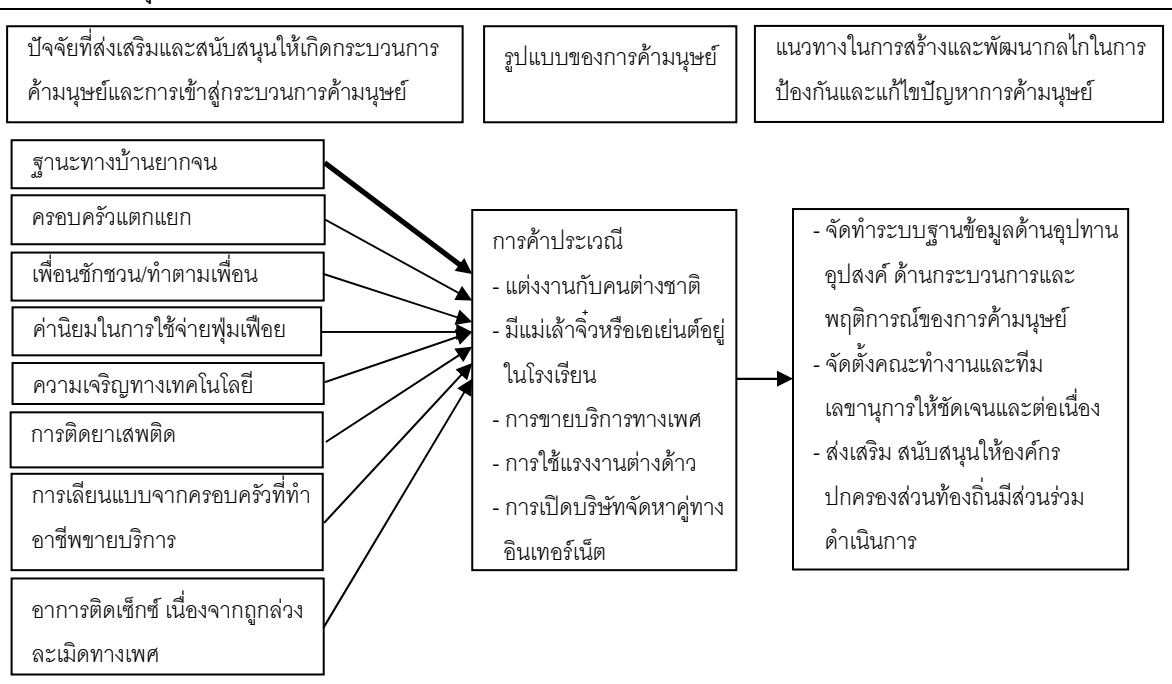 ปัจจัยที่ส่งเสริมและสนับสนุนให้เกิดกระบวนการ
ค้ามนุษย์และการเข้าสู่กระบวนการค้ามนุษย์
รูปแบบของการค้ามนุษย์
แนวทางในการสร้างและพัฒนากลไกในการ
ป้องกันและแก้ไขปัญหาการค้ามนุษย์
ฐานะทางบ้านยากจน
ครอบครัวแตกแยก
เพื่อนชักชวน/ทำตามเพื่อน
ค่านิยมในการใช้จ่ายฟุ่มเฟือย
ความเจริญทางเทคโนโลยี
การติดยาเสพติด
การเลียนแบบจากครอบครัวที่ทำ
อาชีพขายบริการ
อาการติดเซ็กซ์ เนื่องจากถูกล่วง
ละเมิดทางเพศ
การค้าประเวณี
- แต่งงานกับคนต่างชาติ
- มีแม่เล้าจิ๋วหรือเอเย่นต์อยู่
ในโรงเรียน
- การขายบริการทางเพศ
- การใช้แรงงานต่างด้าว
- การเปิดบริษัทจัดหาคู่ทาง
อินเทอร์เน็ต
- จัดทำระบบฐานข้อมูลด้านอุปทาน
อุปสงค์ ด้านกระบวนการและ
พฤติการณ์ของการค้ามนุษย์
- จัดตั้งคณะทำงานและทีม
เลขานุการให้ชัดเจนและต่อเนื่อง
- ส่งเสริม สนับสนุนให้องค์กร
ปกครองส่วนท้องถิ่นมีส่วนร่วม
ดำเนินการ